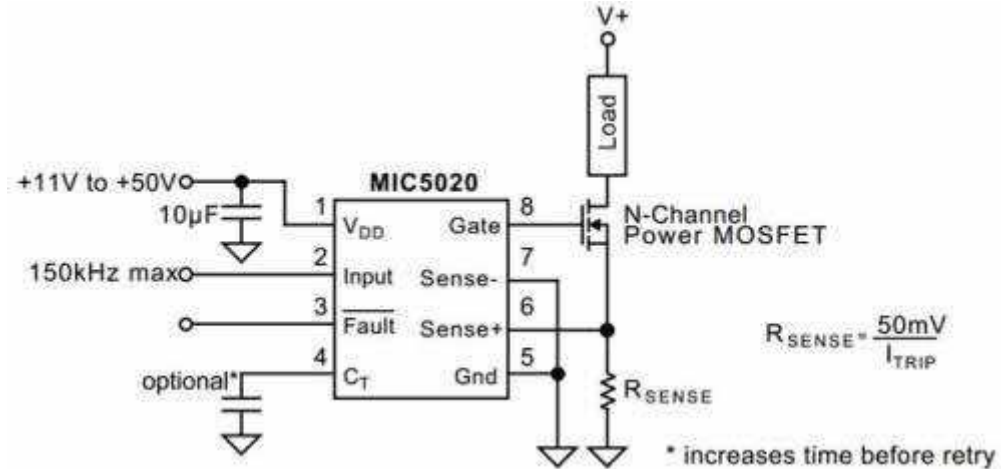 V+
Load
+11V to +50V
10µF
MIC5020
1
8
N-Channel
Power MOSFET
VDD
Gate
2
7
150kHz max
Input
Sense-
3
6
Fault
Sense+
RSENSE = 50mV
ITRIP
4
5
optional*
CT
Gnd
RSENSE
* increases time before retry